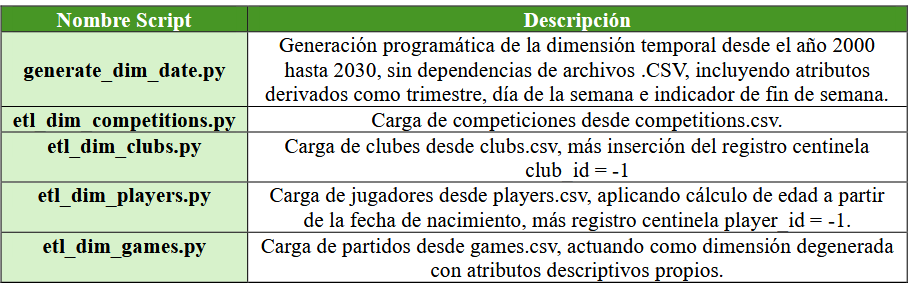 Nombre Script Descripción
generate_dim_date.py
Generación programática de la dimensión temporal desde el año 2000
hasta 2030, sin dependencias de archivos .CSV, incluyendo atributos
derivados como trimestre, día de la semana e indicador de fin de semana.
etl_dim_competitions.py Carga de competiciones desde competitions.csv.
etl_dim_clubs.py Carga de clubes desde clubs.csv, más inserción del registro centinela
club_id = -1
etl_dim_players.py Carga de jugadores desde players.csv, aplicando cálculo de edad a partir
de la fecha de nacimiento, más registro centinela player_id = -1.
etl_dim_games.py Carga de partidos desde games.csv, actuando como dimensión degenerada
con atributos descriptivos propios.